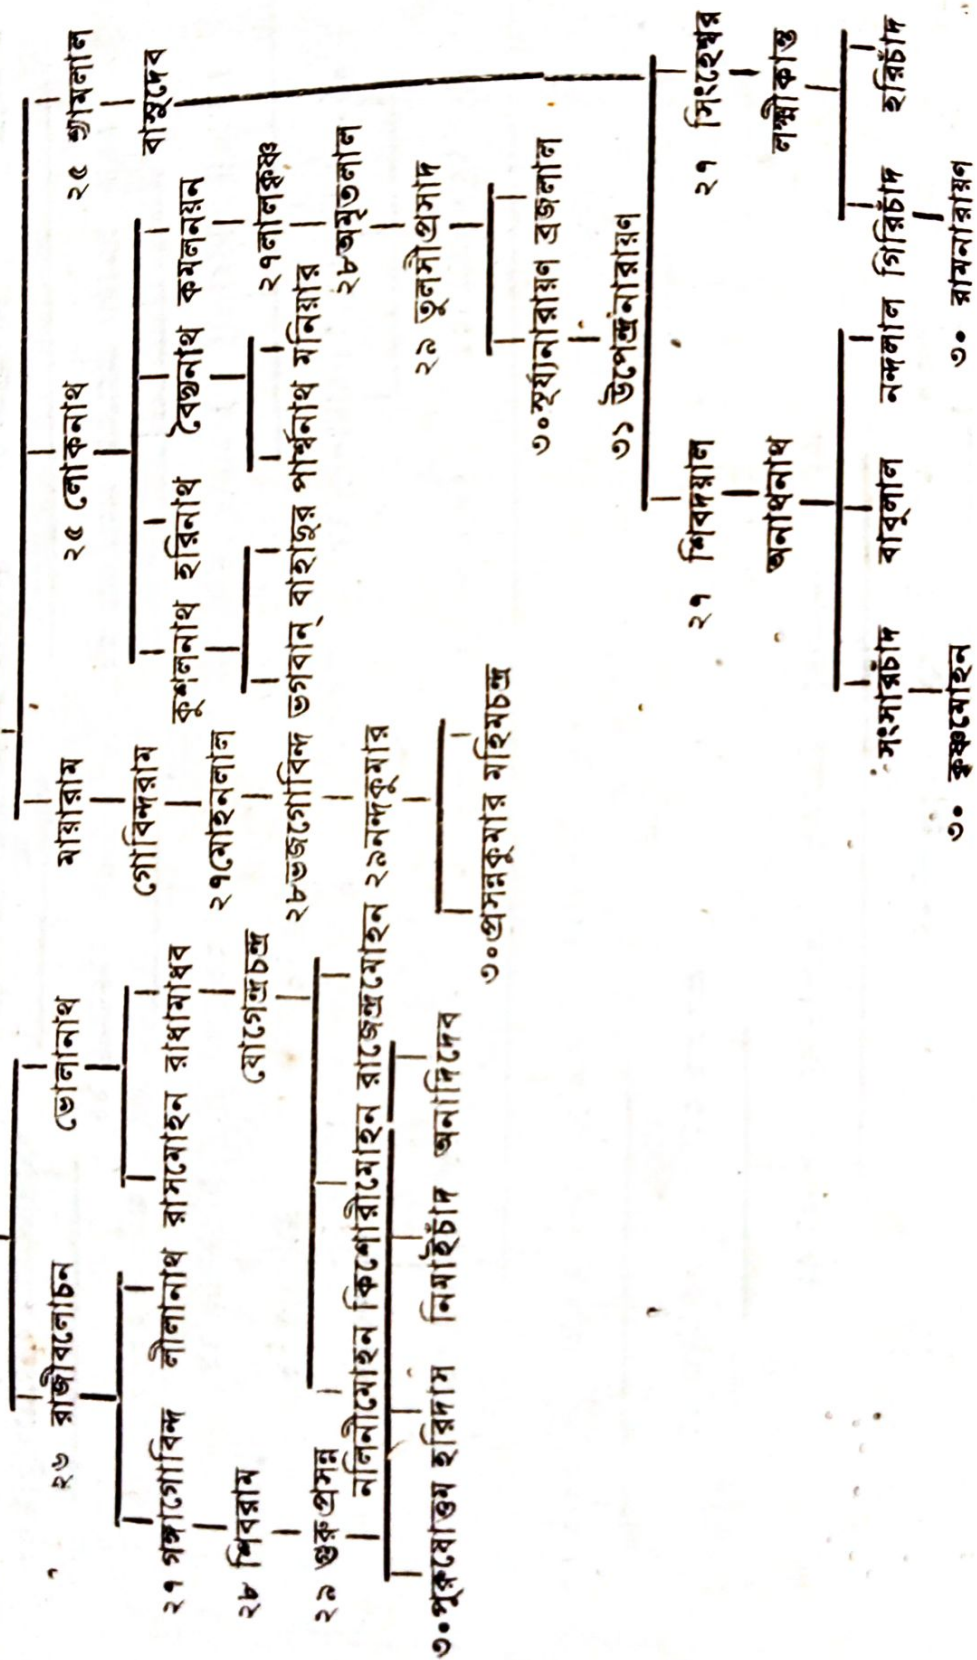 ২৬ রাজীবলোচন ভোলানাথ মায়ারাম ২৫ লোকনাথ ২৫ শ্যামলাল
গোবিন্দরাম বাসুদেব
২৭ গঙ্গাগোবিন্দ লীলানাথ রাসমোহন রাধামাধব কুশলনাথ হরিনাথ বৈদ্যনাথ কমলনয়ন
২৮ শিবরাম যোগেন্দ্রচন্দ্র ২৭মোহনলাল ২৭লালকৃষ্ণ
২৮ভজগোবিন্দ ভগবান্ বাহাদুর পার্শ্বনাথ মনিয়ার ২৮অমৃতলাল
২৯ গুরুপ্রসন্ন নলিনীমোহন কিশোরীমোহন রাজেন্দ্রমোহন ২৯নন্দকুমার ২৯ তুলসীপ্রসাদ
৩০পুরুষোত্তম হরিদাস নিমাইচাঁদ অনাদিদেব
৩০প্রসন্নকুমার মহিমচন্দ্র
৩০সূর্য্যনারায়ণ ব্রজলাল
৩১ উপেন্দ্রনারায়ণ
২৭ শিবদয়াল ২৭ সিংহেশ্বর
অনাথনাথ লক্ষ্মীকান্ত
সংসারচাঁদ বাবুলাল নন্দলাল গিরিচাঁদ হরিচাঁদ
৩০ কৃষ্ণমোহন ৩০ রামনারায়ণ